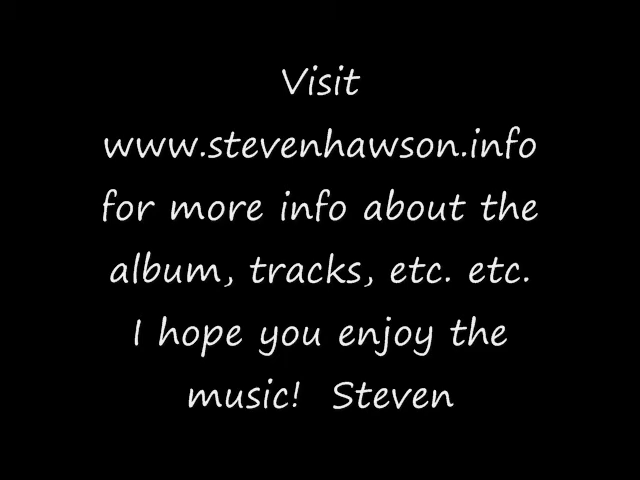 Visit
www.stevenhawson.info
for more info about the
album, tracks, etc. etc.
I hope you enjoy the
music!  Steven